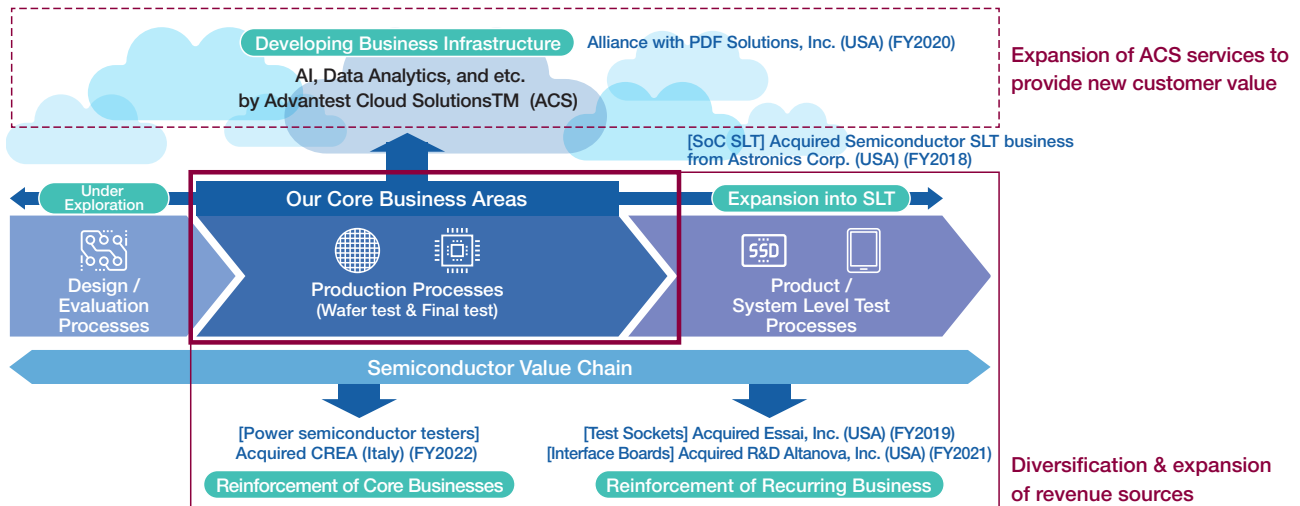 Developing Business Infrastructure
Alliance with PDF Solutions, Inc. (USA) (FY2020)
AI, Data Analytics, and etc.
by Advantest Cloud SolutionsTM (ACS)
Expansion of ACS services to
provide new customer value
[SoC SLT] Acquired Semiconductor SLT business
from Astronics Corp. (USA) (FY2018)
Under
Exploration
Our Core Business Areas
Expansion into SLT
Design /
Evaluation
Processes
Production Processes
(Wafer test & Final test)
SSD
Product /
System Level Test
Processes
Semiconductor Value Chain
[Power semiconductor testers]
Acquired CREA (Italy) (FY2022)
Reinforcement of Core Businesses
[Test Sockets] Acquired Essai, Inc. (USA) (FY2019)
[Interface Boards] Acquired R&D Altanova, Inc. (USA) (FY2021)
Reinforcement of Recurring Business
Diversification & expansion
of revenue sources